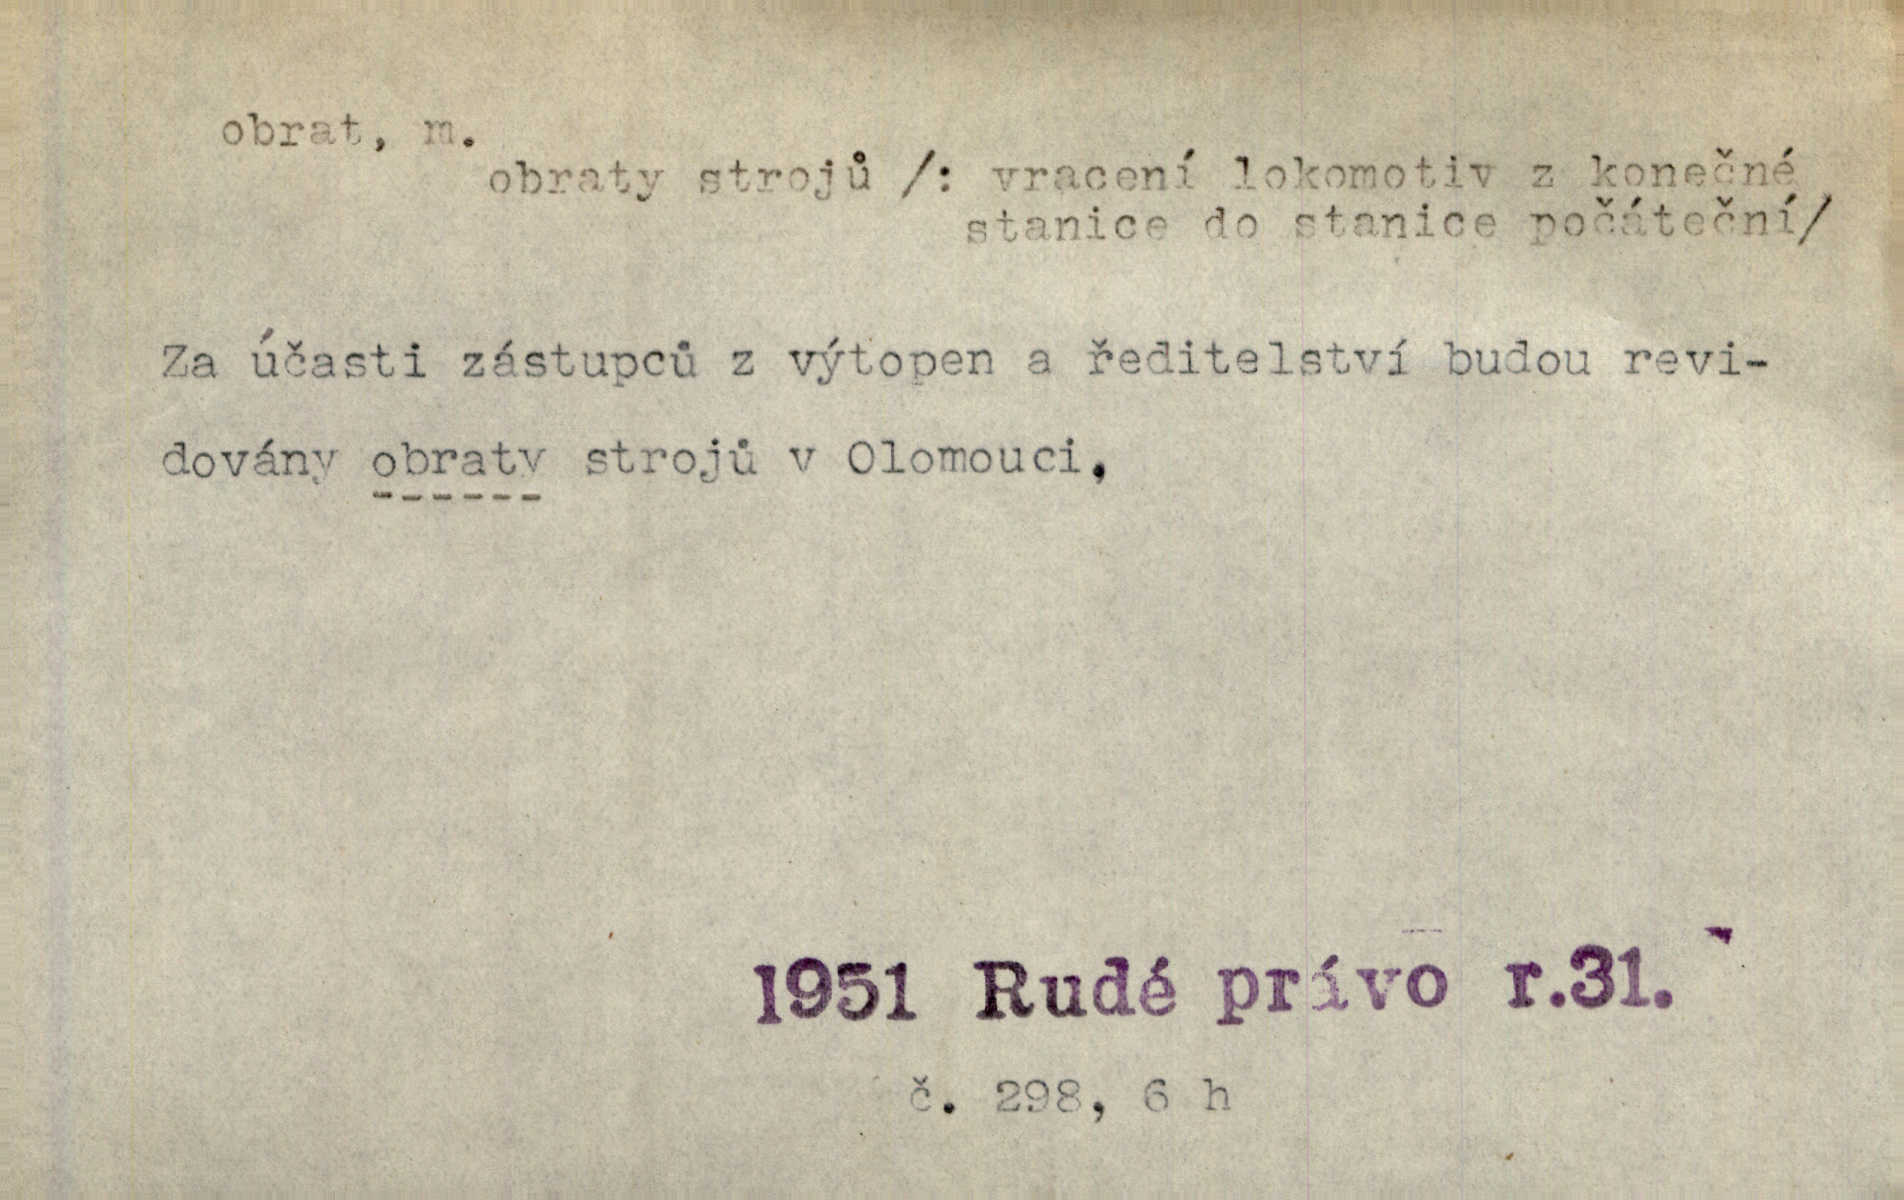 obrat, m.
obraty strojů /: vracení lokomotiv z konečné
stanice do stanice počáteční/
Za účasti zástupců z výtopen a ředitelství budou revi-
dovány obraty strojů v Olomouci,
1951 Rudé právo r.31.
č. 298, 6 h